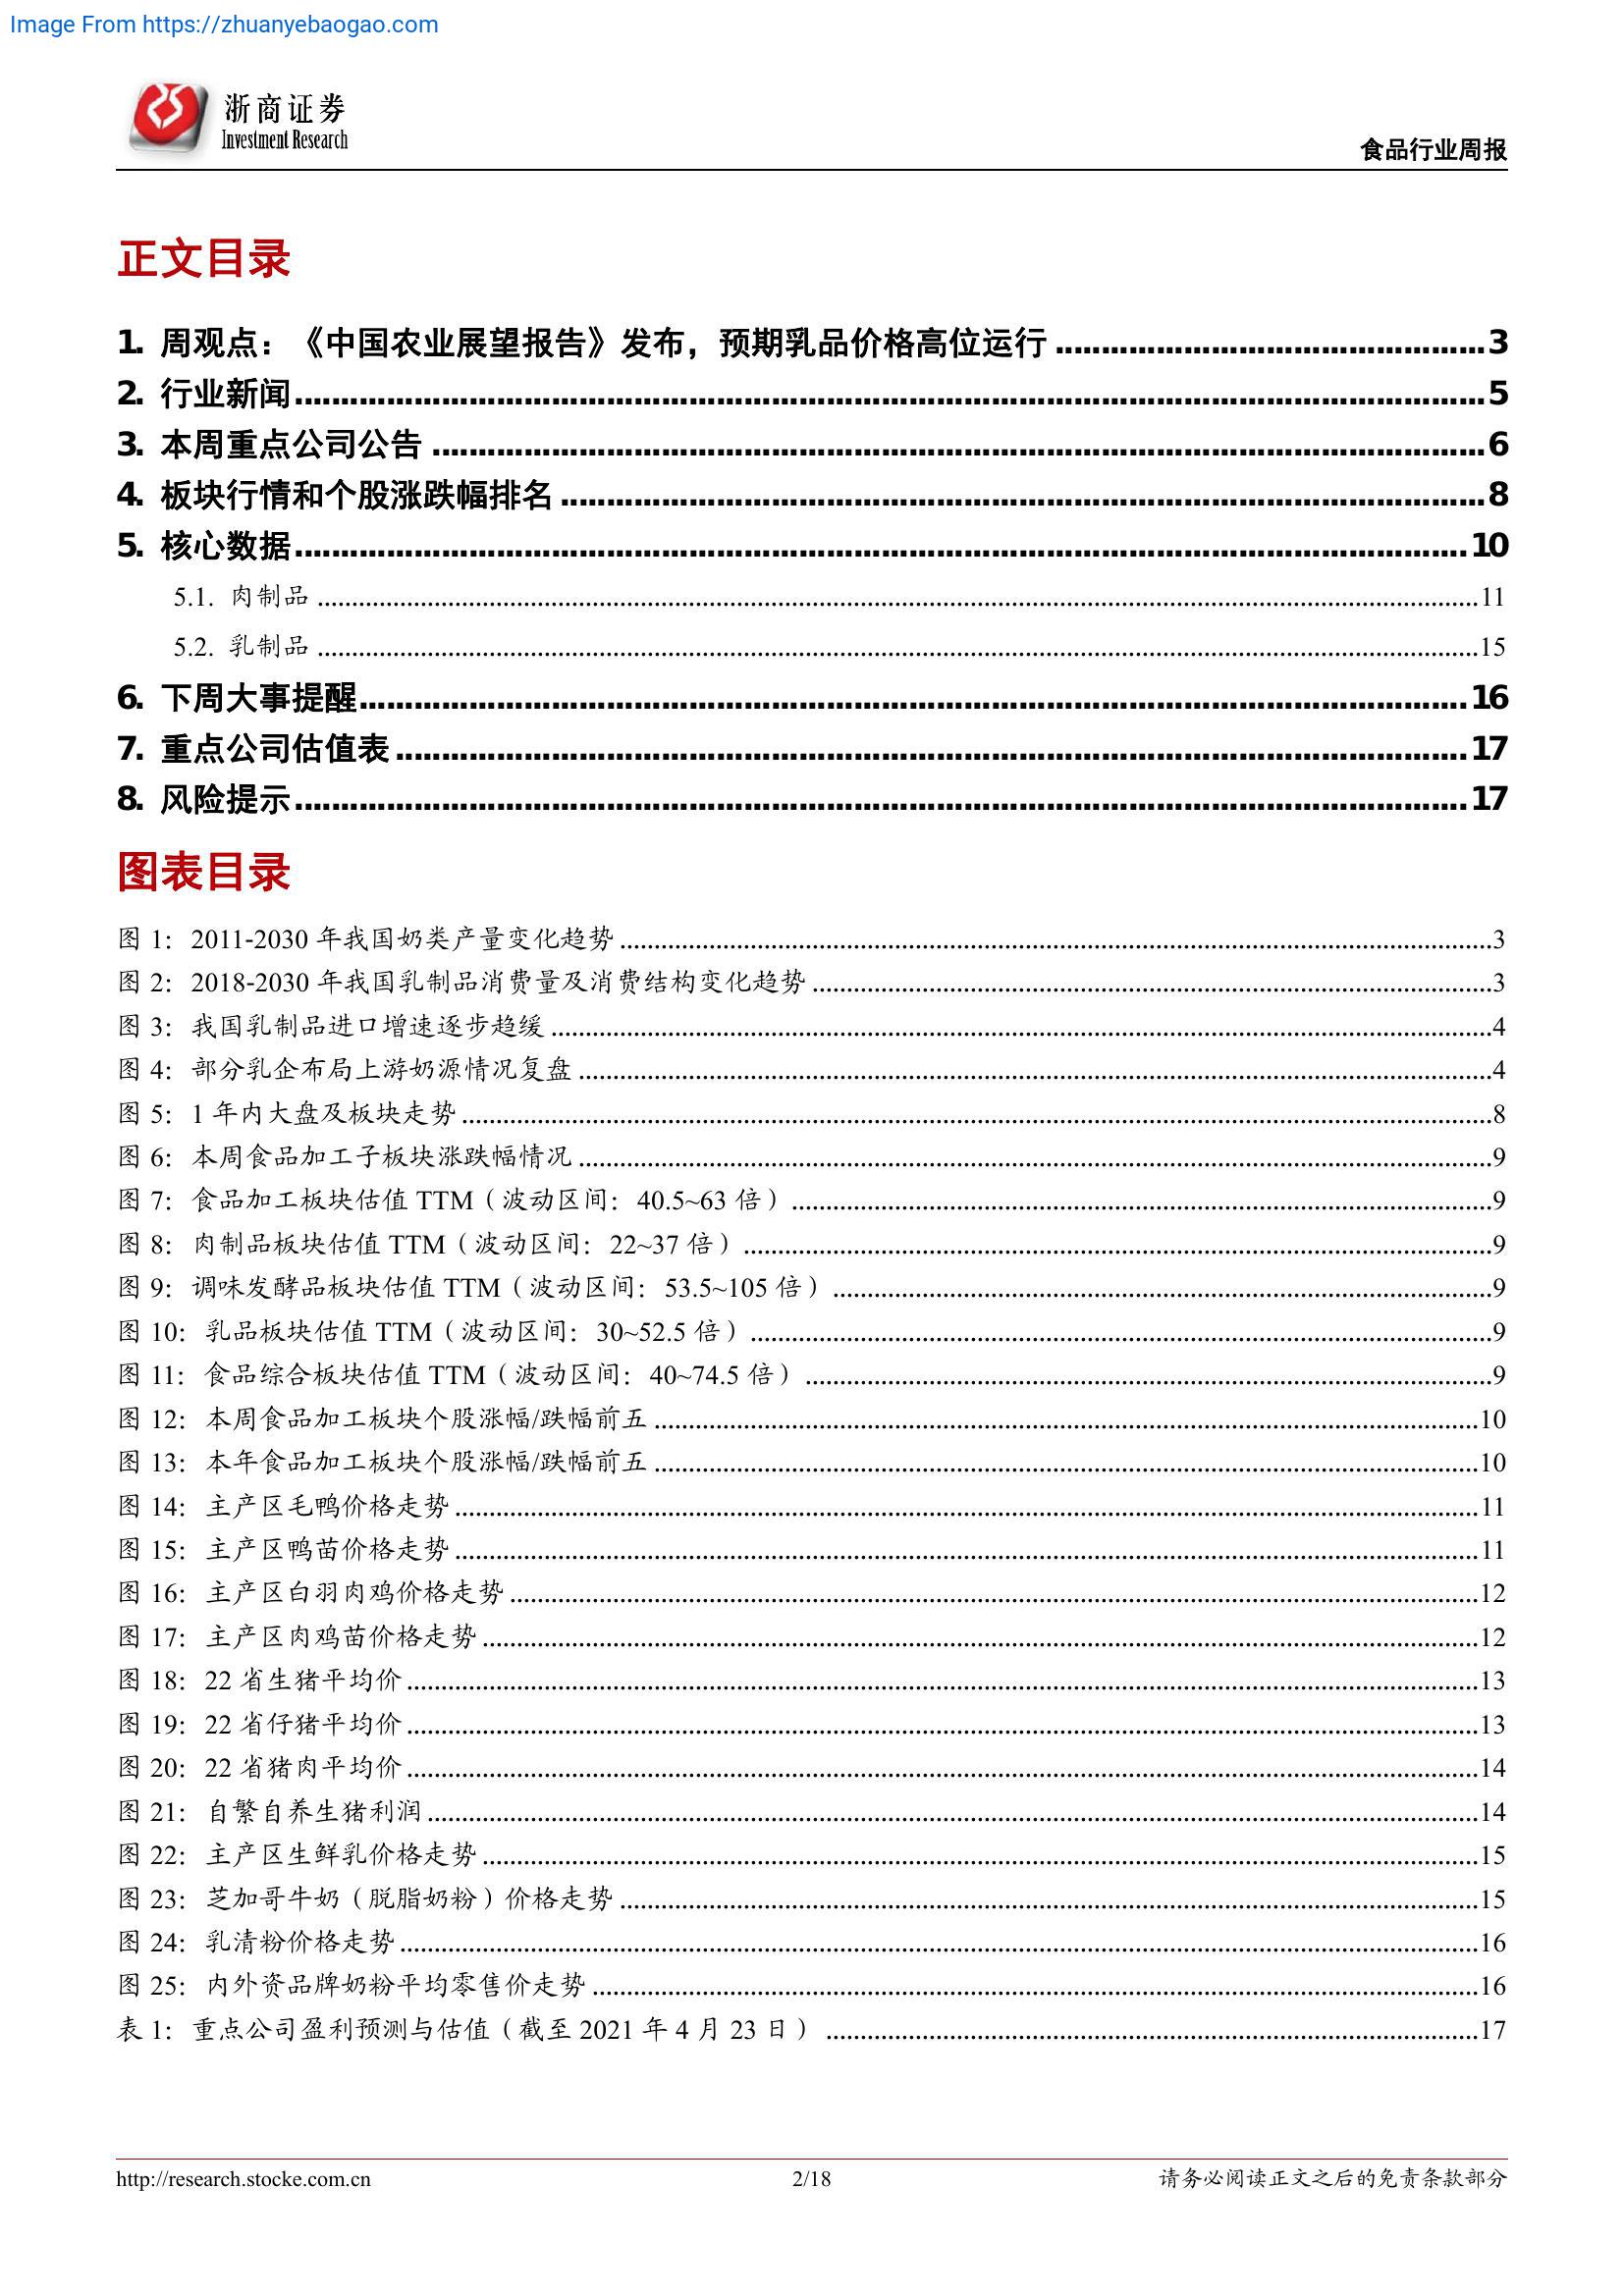 Image From https://zhuanyebaogao.com
浙商证券
Investment Research
食品行业周报
正文目录
1. 周观点：《中国农业展望报告》发布，预期乳品价格高位运行 3
2. 行业新闻 5
3. 本周重点公司公告 6
4. 板块行情和个股涨跌幅排名 8
5. 核心数据 10
5.1. 肉制品 11
5.2. 乳制品 15
6. 下周大事提醒 16
7. 重点公司估值表 17
8. 风险提示 17
图表目录
图 1：2011-2030 年我国奶类产量变化趋势 3
图 2：2018-2030 年我国乳制品消费量及消费结构变化趋势 3
图 3：我国乳制品进口增速逐步趋缓 4
图 4：部分乳企布局上游奶源情况复盘 4
图 5：1 年内大盘及板块走势 8
图 6：本周食品加工子板块涨跌幅情况 9
图 7：食品加工板块估值 TTM（波动区间：40.5~63 倍） 9
图 8：肉制品板块估值 TTM（波动区间：22~37 倍） 9
图 9：调味发酵品板块估值 TTM（波动区间：53.5~105 倍） 9
图 10：乳品板块估值 TTM（波动区间：30~52.5 倍） 9
图 11：食品综合板块估值 TTM（波动区间：40~74.5 倍） 9
图 12：本周食品加工板块个股涨幅/跌幅前五 10
图 13：本年食品加工板块个股涨幅/跌幅前五 10
图 14：主产区毛鸭价格走势 11
图 15：主产区鸭苗价格走势 11
图 16：主产区白羽肉鸡价格走势 12
图 17：主产区肉鸡苗价格走势 12
图 18：22 省生猪平均价 13
图 19：22 省仔猪平均价 13
图 20：22 省猪肉平均价 14
图 21：自繁自养生猪利润 14
图 22：主产区生鲜乳价格走势 15
图 23：芝加哥牛奶（脱脂奶粉）价格走势 15
图 24：乳清粉价格走势 16
图 25：内外资品牌奶粉平均零售价走势 16
表 1：重点公司盈利预测与估值（截至 2021 年 4 月 23 日） 17
http://research.stocke.com.cn
2/18
请务必阅读正文之后的免责条款部分